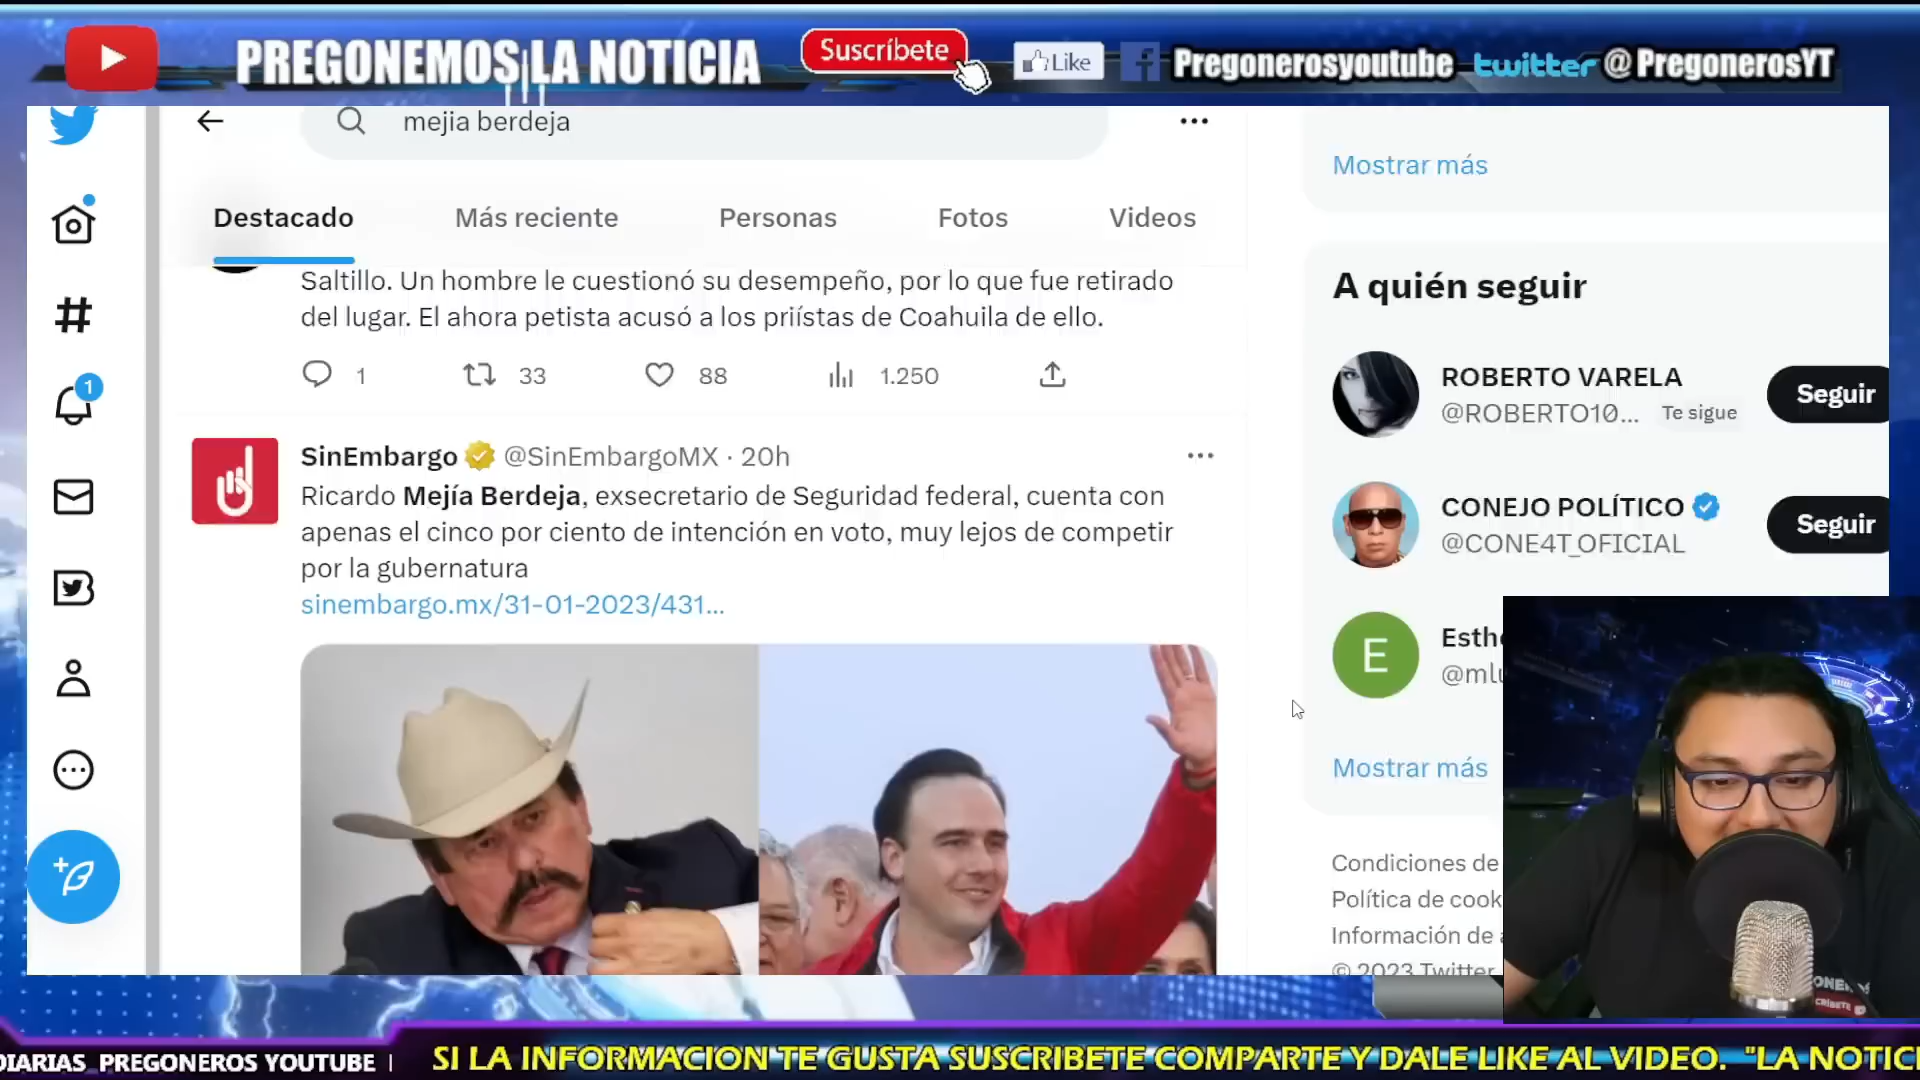 PREGONEMOS LA NOTICIA
Suscríbete
Like
Pregonerosyoutube
twitter @PregonerosYT
mejia berdeja
Destacado
Más reciente
Personas
Fotos
Videos
Saltillo. Un hombre le cuestionó su desempeño, por lo que fue retirado
del lugar. El ahora petista acusó a los priístas de Coahuila de ello.
1
33
88
1.250
SinEmbargo @SinEmbargoMX · 20h
Ricardo Mejía Berdeja, exsecretario de Seguridad federal, cuenta con
apenas el cinco por ciento de intención en voto, muy lejos de competir
por la gubernatura
sinembargo.mx/31-01-2023/431...
1
Mostrar más
A quién seguir
ROBERTO VARELA
@ROBERTO10... Te sigue
Seguir
CONEJO POLÍTICO
@CONE4T_OFICIAL
Seguir
E
Esth
@ml
Mostrar más
Condiciones de
Política de cook
Información de
© 2023 Twitter
DIARIAS PREGONEROS YOUTUBE |
SI LA INFORMACION TE GUSTA SUSCRIBETE COMPARTE Y DALE LIKE AL VIDEO. "LA NOTIC